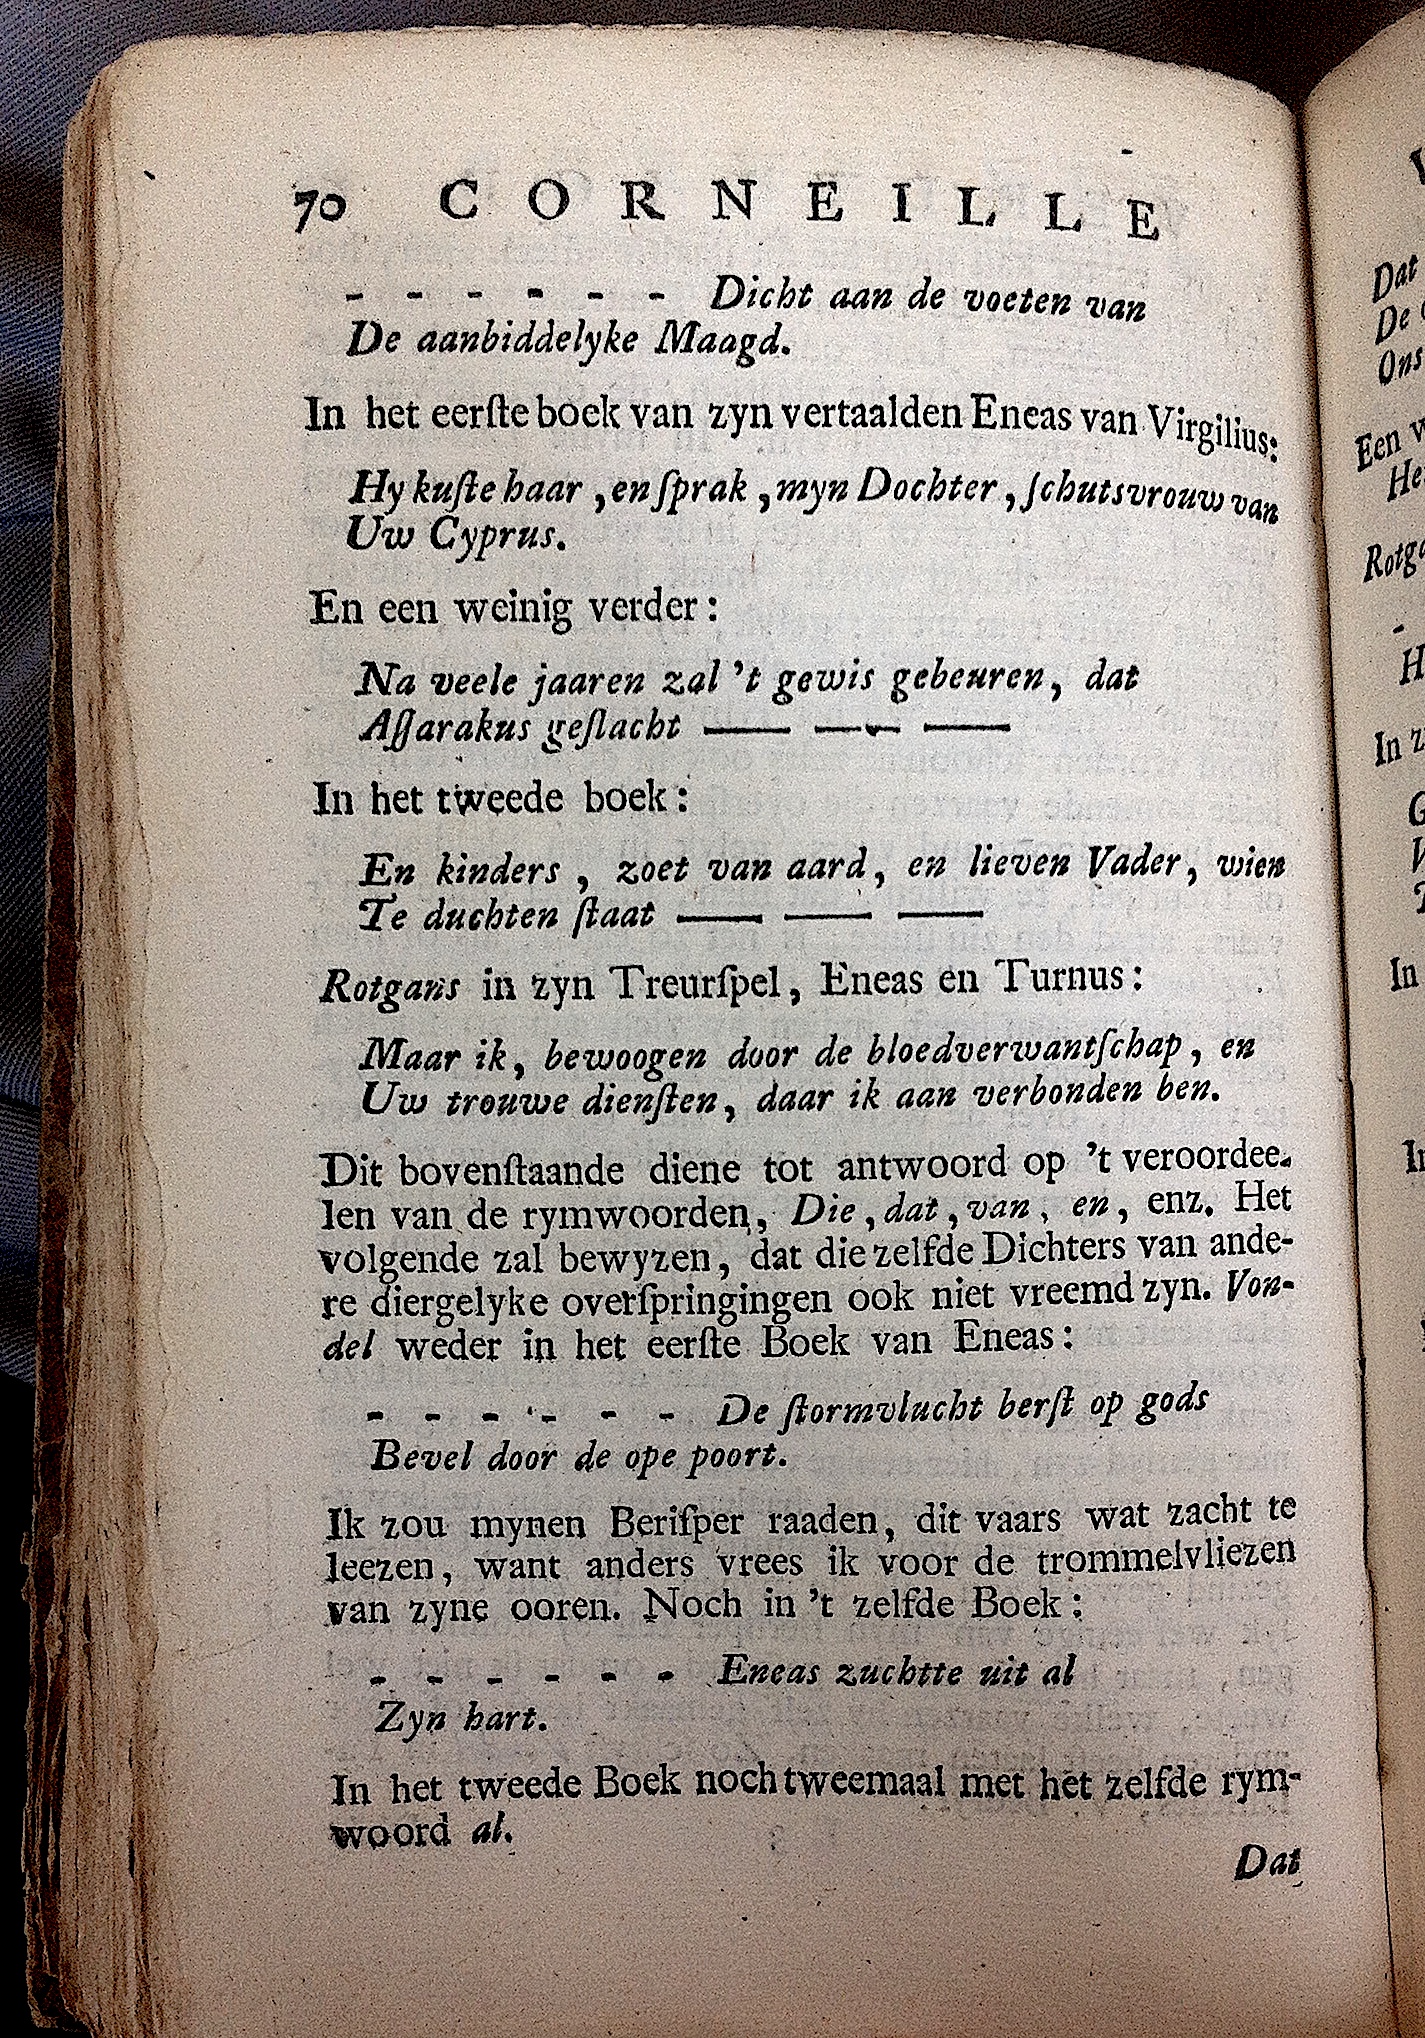 70 CORNEILLE
- - - - - - Dicht aan de voeten van
De aanbiddelyke Maagd.
In het eerſte boek van zyn vertaalden Eneas van Virgilius:
Hy kuſte haar, en ſprak, myn Dochter, ſchutsvrouw van
Uw Cyprus.
En een weinig verder:
Na veele jaaren zal 't gewis gebeuren, dat
Aſſarakus geſlacht — — —
In het tweede boek:
En kinders, zoet van aard, en lieven Vader, wien
Te duchten ſtaat — — —
Rotgans in zyn Treurſpel, Eneas en Turnus:
Maar ik, bewoogen door de bloedverwantſchap, en
Uw trouwe dienſten, daar ik aan verbonden ben.
Dit bovenſtaande diene tot antwoord op 't veroordee-
len van de rymwoorden, Die, dat, van, en, enz. Het
volgende zal bewyzen, dat die zelfde Dichters van ande-
re diergelyke overſpringingen ook niet vreemd zyn. Von-
del weder in het eerſte Boek van Eneas:
- - - - - - De ſtormvlucht berſt op gods
Bevel door de ope poort.
Ik zou mynen Beriſper raaden, dit vaars wat zacht te
leezen, want anders vrees ik voor de trommelvliezen
van zyne ooren. Noch in 't zelfde Boek:
- - - - - - Eneas zuchtte uit al
Zyn hart.
In het tweede Boek noch tweemaal met het zelfde rym-
woord al.
Dat
Dat
De
Ons
Een
Rotga
-
H
In
G
In